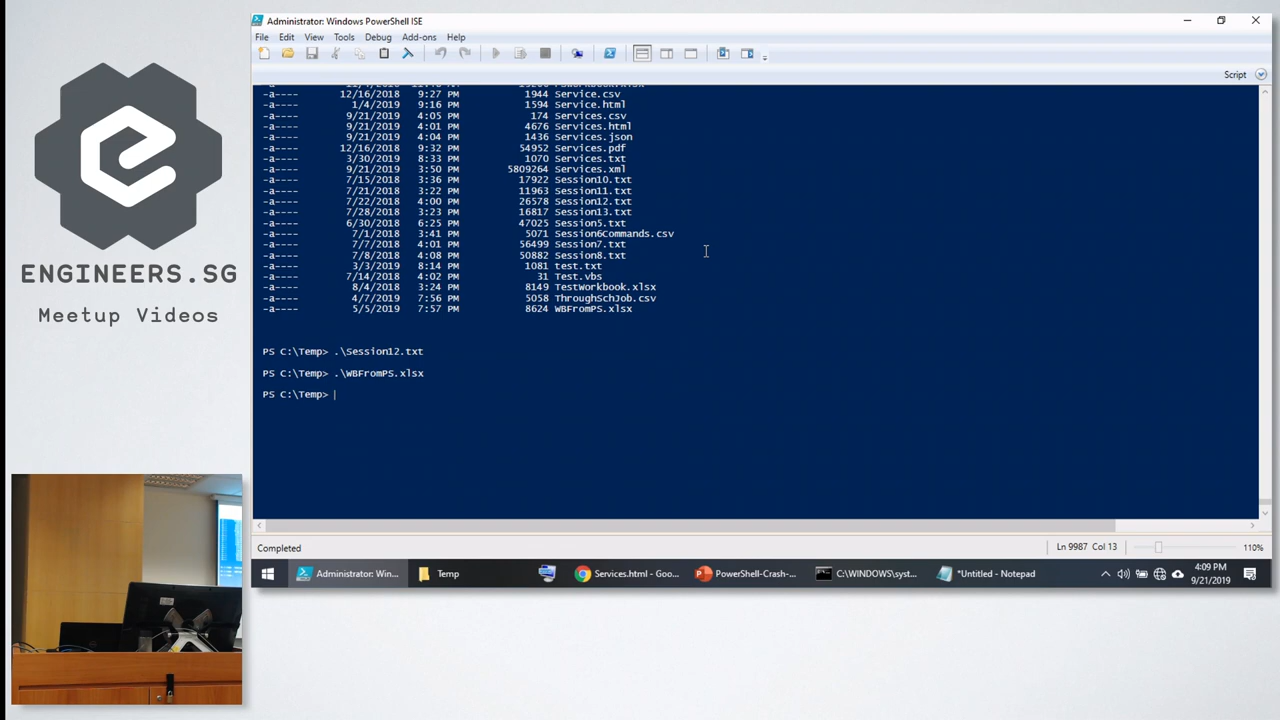 Administrator: Windows PowerShell ISE
File Edit View Tools Debug Add-ons Help
Script
-a---- 12/16/2018 9:27 PM 1944 Service.csv
-a---- 1/4/2019 9:16 PM 1594 Service.html
-a---- 9/21/2019 4:05 PM 174 Services.csv
-a---- 9/21/2019 4:01 PM 4676 Services.html
-a---- 9/21/2019 4:04 PM 1436 Services.json
-a---- 12/16/2018 9:32 PM 54952 Services.pdf
-a---- 3/30/2019 8:33 PM 1070 Services.txt
-a---- 9/21/2019 3:50 PM 5809264 Services.xml
-a---- 7/15/2018 3:36 PM 17922 Session10.txt
-a---- 7/21/2018 3:22 PM 11963 Session11.txt
-a---- 7/22/2018 4:00 PM 26578 Session12.txt
-a---- 7/28/2018 3:23 PM 16817 Session13.txt
-a---- 6/30/2018 6:25 PM 47025 Session5.txt
-a---- 7/1/2018 3:41 PM 5071 Session6Commands.csv
-a---- 7/7/2018 4:01 PM 56499 Session7.txt
-a---- 7/8/2018 4:08 PM 50882 Session8.txt
-a---- 3/3/2019 8:14 PM 1081 test.txt
-a---- 7/14/2018 4:02 PM 31 Test.vbs
-a---- 8/4/2018 3:24 PM 8149 TestWorkbook.xlsx
-a---- 4/7/2019 7:56 PM 5058 ThroughSchJob.csv
-a---- 5/5/2019 7:57 PM 8624 WBFromPS.xlsx
PS C:\Temp> .\Session12.txt
PS C:\Temp> .\WBFromPS.xlsx
PS C:\Temp>
Completed
Ln 9987 Col 13
110%
Administrator: Win...
Temp
Services.html - Goo...
PowerShell-Crash-...
C:\WINDOWS\syst...
*Untitled - Notepad
4:09 PM
9/21/2019
ENGINEERS.SG
Meetup Videos